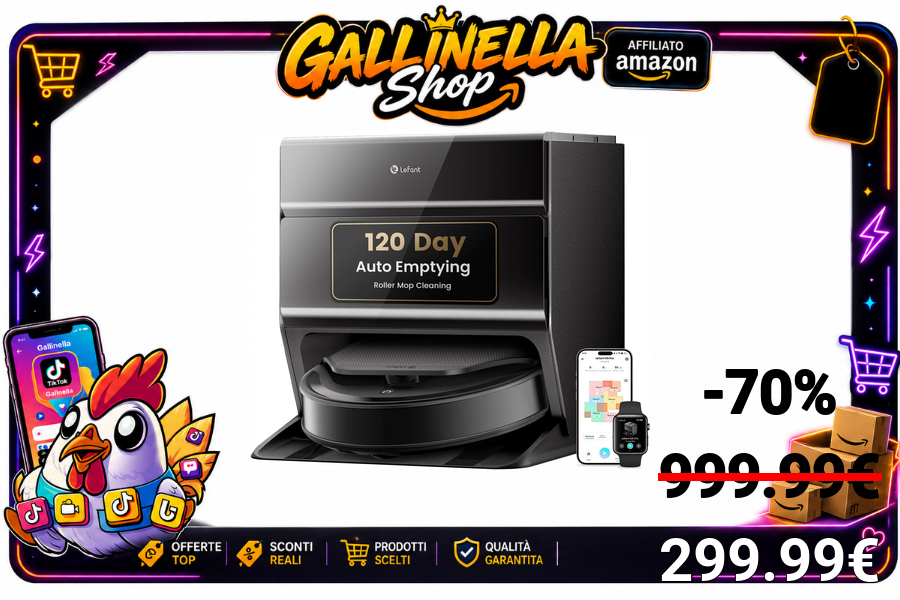 GALLINELLA
Shop
AFFILIATO
amazon
Lefant
120 Day
Auto Emptying
Roller Mop Cleaning
Gallinella
TikTok
Gallinella
-70%
999.99€
299.99€
OFFERTE
TOP
SCONTI
REALI
PRODOTTI
SCELTI
QUALITÀ
GARANTITA